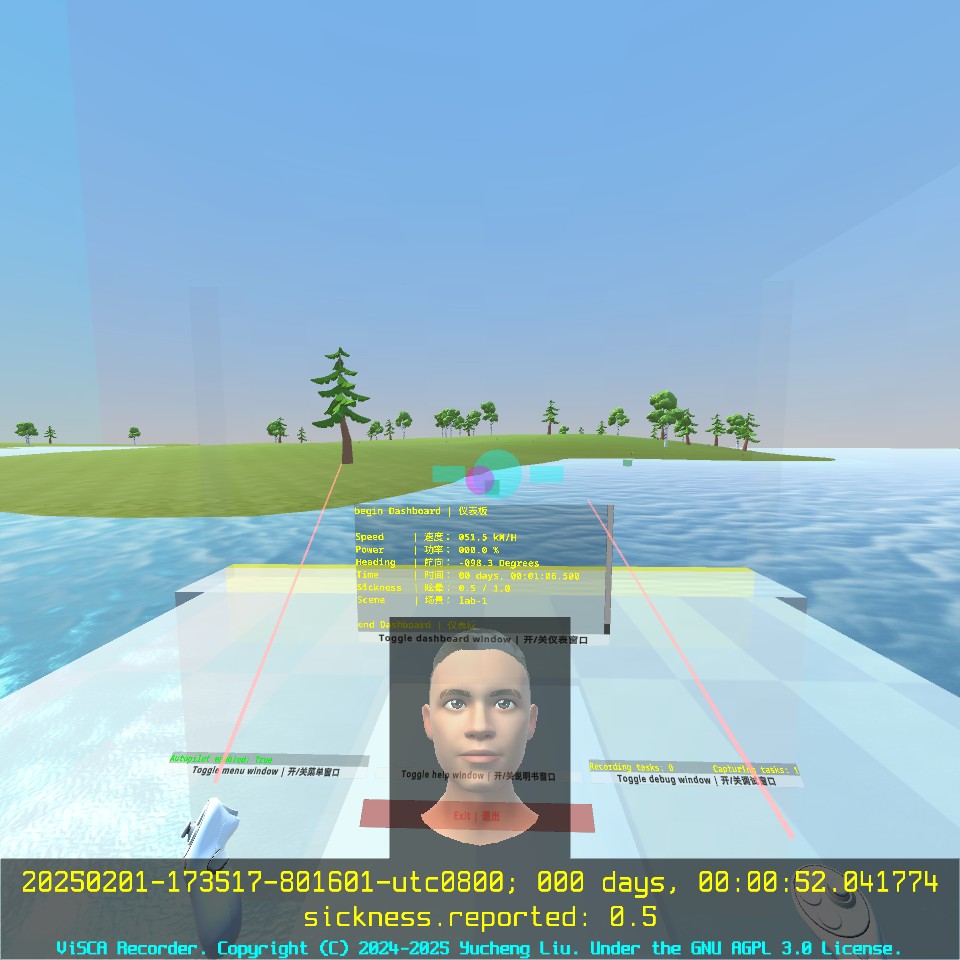 begin Dashboard | 仪表板
Speed | 速度： 051.5 kW/H
Power | 功率： 000.0 %
Heading | 航向： -098.3 Degrees
Time | 时间： 00 days, 00:01:06.500
Sickness | 眩晕： 0.5 / 1.0
Scene | 场景： lab-1
end Dashboard | 仪表板
Toggle dashboard window | 开/关仪表窗口
Autopilot enabled: True
Toggle menu window | 开/关菜单窗口
Toggle help window | 开/关说明书窗口
Recording tasks: 0 Capturing tasks: 1
Toggle debug window | 开/关调试窗口
Exit | 退出
20250201-173517-801601-utc0800; 000 days, 00:00:52.041774
sickness.reported: 0.5
ViSCA Recorder. Copyright (C) 2024-2025 Yucheng Liu. Under the GNU AGPL 3.0 License.